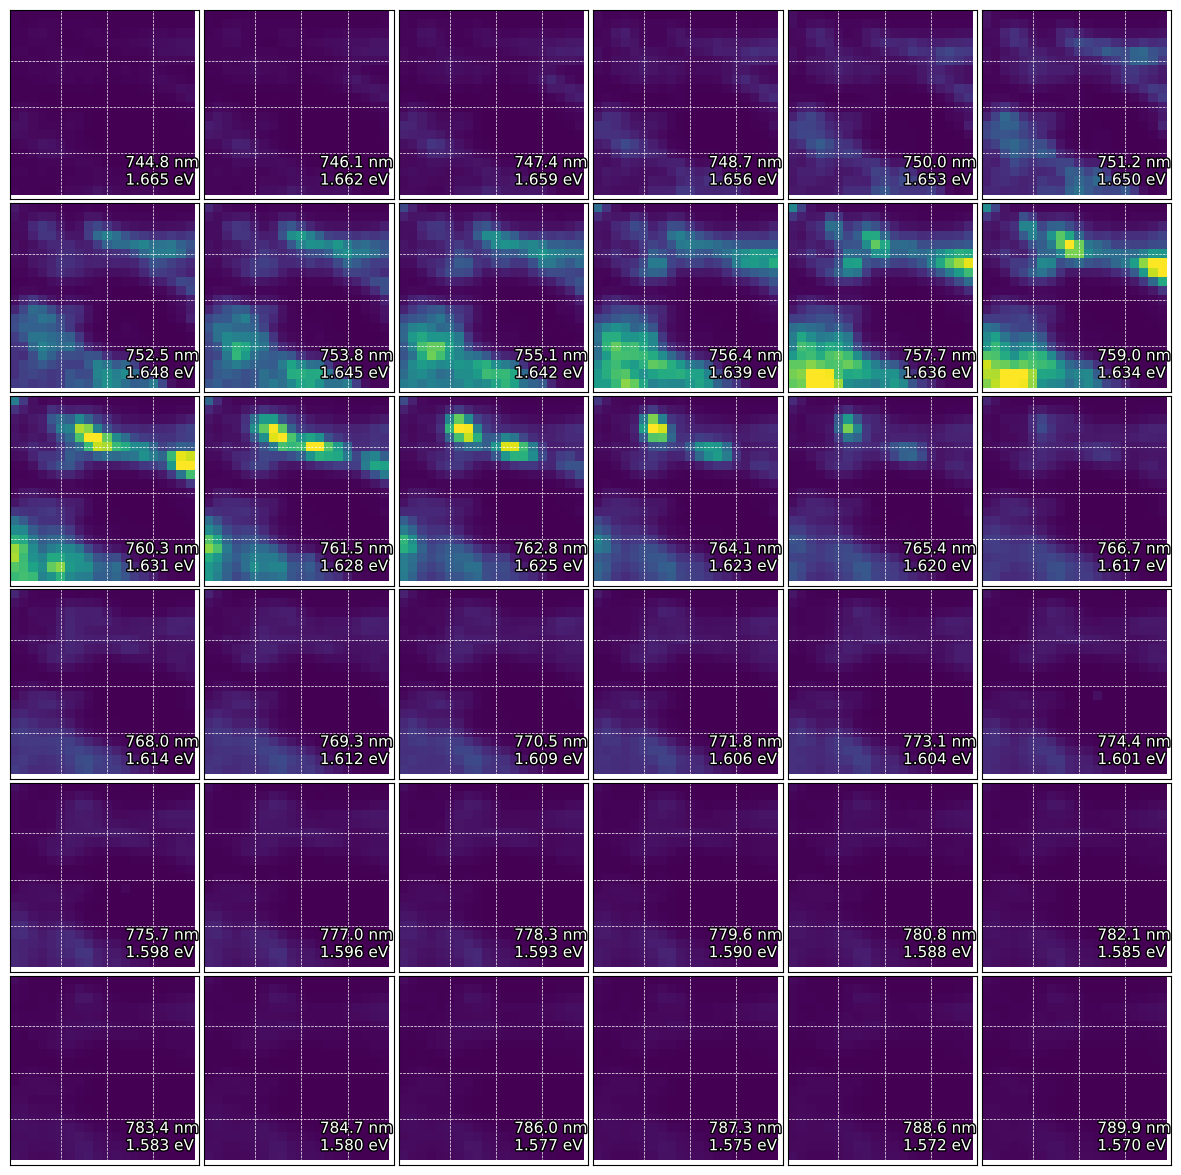 744.8 nm
1.665 eV
746.1 nm
1.662 eV
747.4 nm
1.659 eV
748.7 nm
1.656 eV
750.0 nm
1.653 eV
751.2 nm
1.650 eV
752.5 nm
1.648 eV
753.8 nm
1.645 eV
755.1 nm
1.642 eV
756.4 nm
1.639 eV
757.7 nm
1.636 eV
759.0 nm
1.634 eV
760.3 nm
1.631 eV
761.5 nm
1.628 eV
762.8 nm
1.625 eV
764.1 nm
1.623 eV
765.4 nm
1.620 eV
766.7 nm
1.617 eV
768.0 nm
1.614 eV
769.3 nm
1.612 eV
770.5 nm
1.609 eV
771.8 nm
1.606 eV
773.1 nm
1.604 eV
774.4 nm
1.601 eV
775.7 nm
1.598 eV
777.0 nm
1.596 eV
778.3 nm
1.593 eV
779.6 nm
1.590 eV
780.8 nm
1.588 eV
782.1 nm
1.585 eV
783.4 nm
1.583 eV
784.7 nm
1.580 eV
786.0 nm
1.577 eV
787.3 nm
1.575 eV
788.6 nm
1.572 eV
789.9 nm
1.570 eV